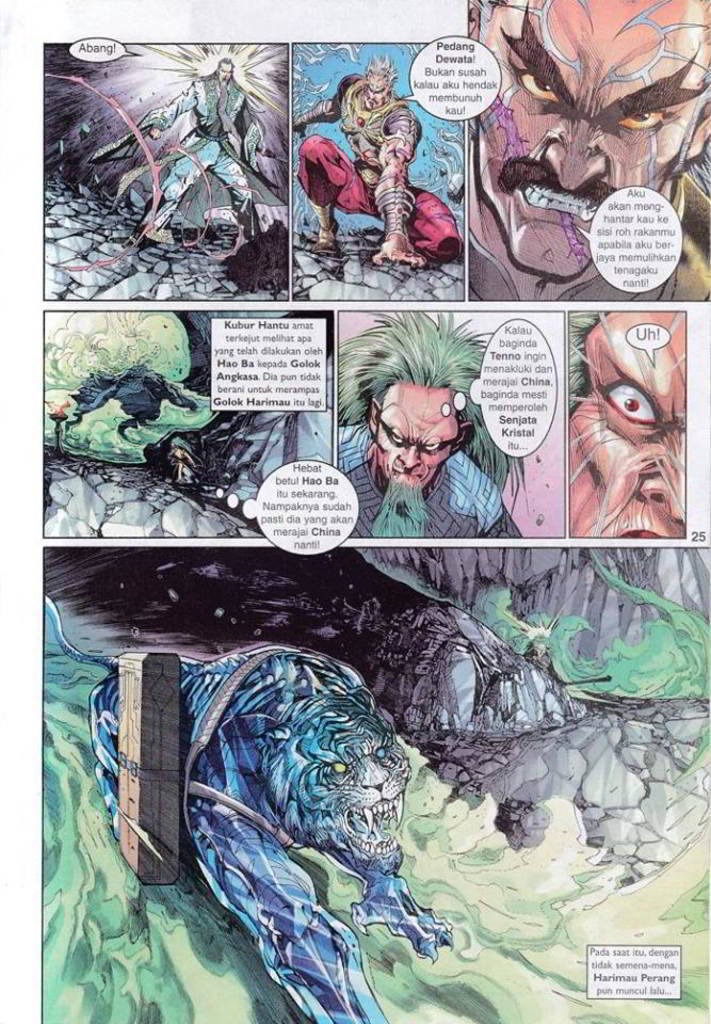 Abang!
Pedang
Dewata!
Bukan susah
kalau aku hendak
membunuh
kau!
Aku
akan meng-
hantar kau ke
sisi roh rakanmu
apabila aku ber-
jaya memulihkan
tenagaku
nanti!
Kubur Hantu amat
terkejut melihat apa
yang telah dilakukan oleh
Hao Ba kepada Golok
Angkasa. Dia pun tidak
berani untuk merampas
Golok Harimau itu lagi.
Hebat
betul Hao Ba
itu sekarang.
Nampaknya sudah
pasti dia yang akan
merajai China
nanti!
Kalau
baginda
Tenno ingin
menakluki dan
merajai China,
baginda mesti
memperoleh
Senjata
Kristal
itu...
Uh!
25
Pada saat itu, dengan
tidak semena-mena,
Harimau Perang
pun muncul lalu...